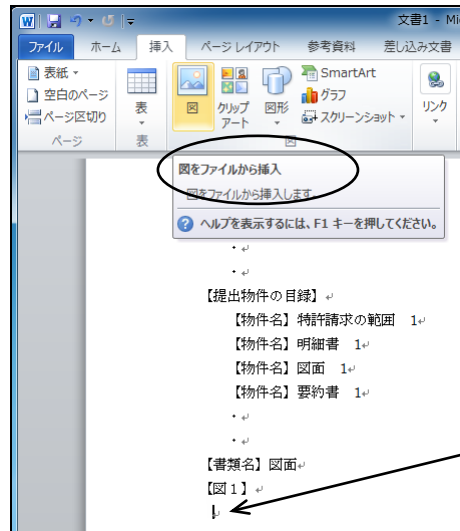 文書1 - Mi
ファイル ホーム 挿入 ページ レイアウト 参考資料 差し込み文書
表紙
空白のページ
ページ区切り
ページ
表
表
図
クリップ
アート
図形
SmartArt
グラフ
スクリーンショット
図
リンク
図をファイルから挿入
図をファイルから挿入します。
ヘルプを表示するには、F1 キーを押してください。
・
・
【提出物件の目録】
【物件名】特許請求の範囲 1
【物件名】明細書 1
【物件名】図面 1
【物件名】要約書 1
・
・
【書類名】図面
【図1】